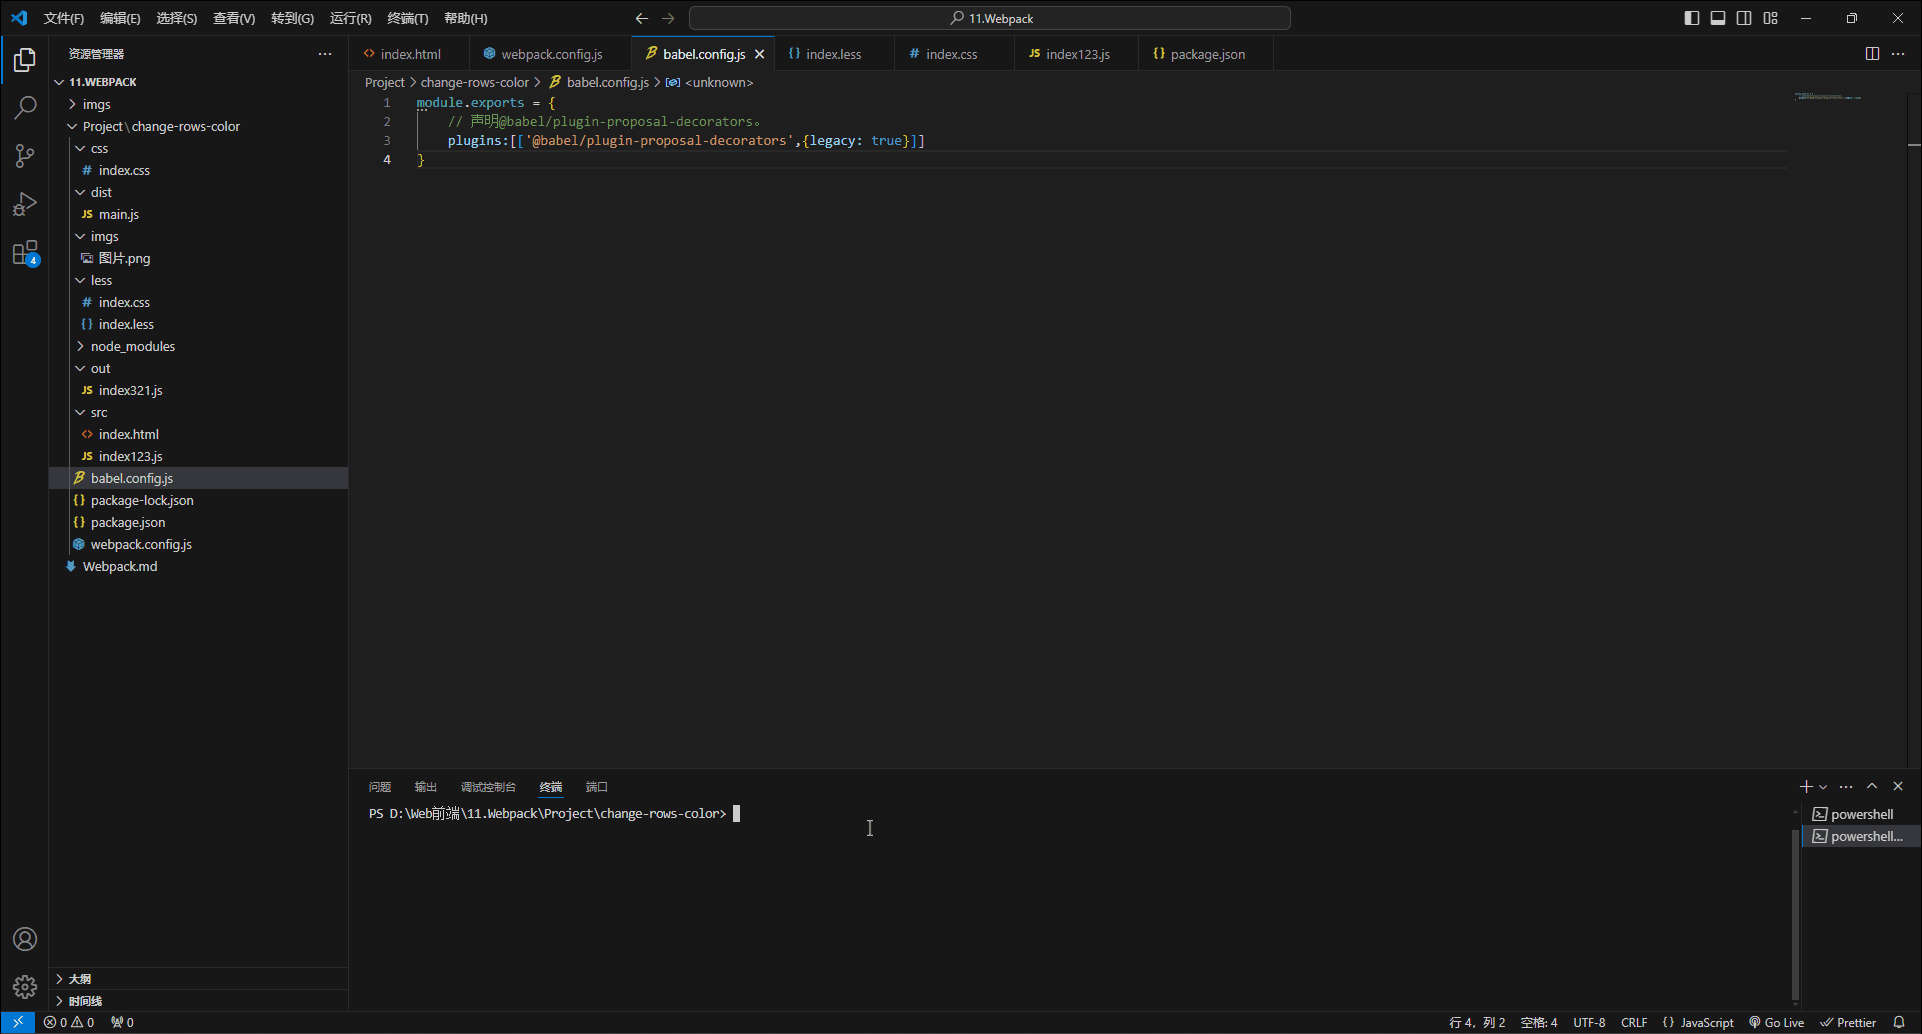 文件(F) 编辑(E) 选择(S) 查看(V) 转到(G) 运行(R) 终端(T) 帮助(H) 11.Webpack
资源管理器
11.WEBPACK
imgs
Project\change-rows-color
css
index.css
dist
main.js
imgs
图片.png
less
index.css
index.less
node_modules
out
index321.js
src
index.html
index123.js
babel.config.js
package-lock.json
package.json
webpack.config.js
Webpack.md
大纲
时间线
4
index.html webpack.config.js babel.config.js index.less index.css index123.js package.json
Project > change-rows-color > babel.config.js > <unknown>
1 module.exports = {
2 // 声明@babel/plugin-proposal-decorators。
3 plugins:[['@babel/plugin-proposal-decorators',{legacy: true}]]
4 }
问题 输出 调试控制台 终端 端口
PS D:\Web前端\11.Webpack\Project\change-rows-color>
powershell
powershell...
0 0 0 行 4，列 2 空格: 4 UTF-8 CRLF {} JavaScript Go Live Prettier